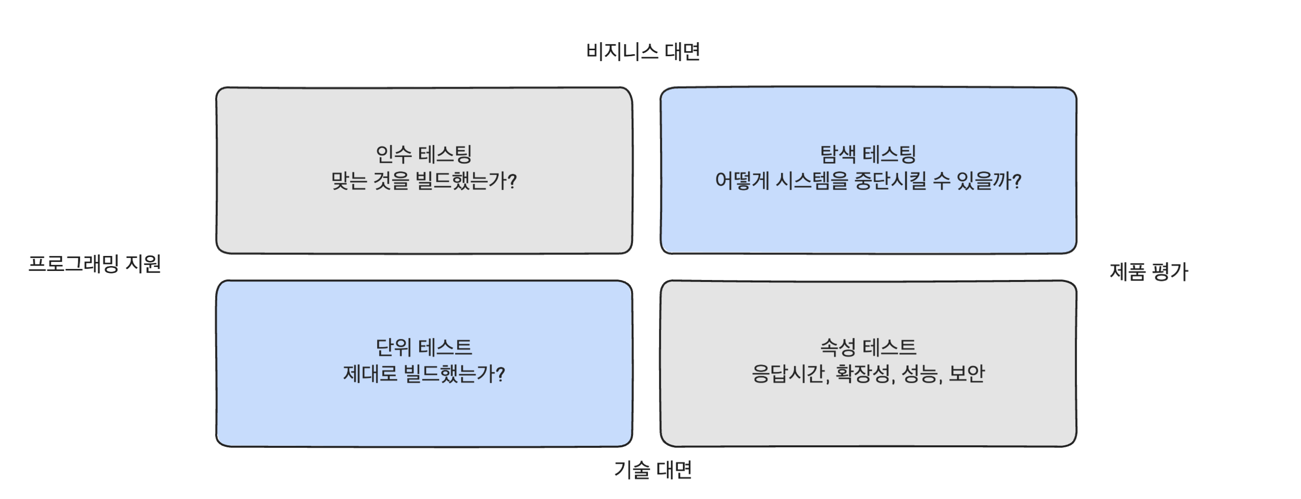 비지니스 대면
인수 테스팅
맞는 것을 빌드했는가?
탐색 테스팅
어떻게 시스템을 중단시킬 수 있을까?
프로그래밍 지원
제품 평가
단위 테스트
제대로 빌드했는가?
속성 테스트
응답시간, 확장성, 성능, 보안
기술 대면